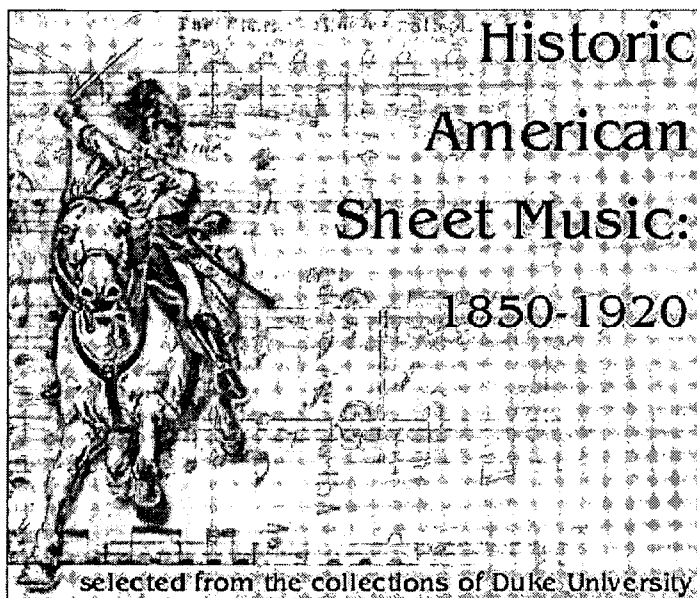 Historic
American
Sheet Music:
1850-1920
selected from the collections of Duke University